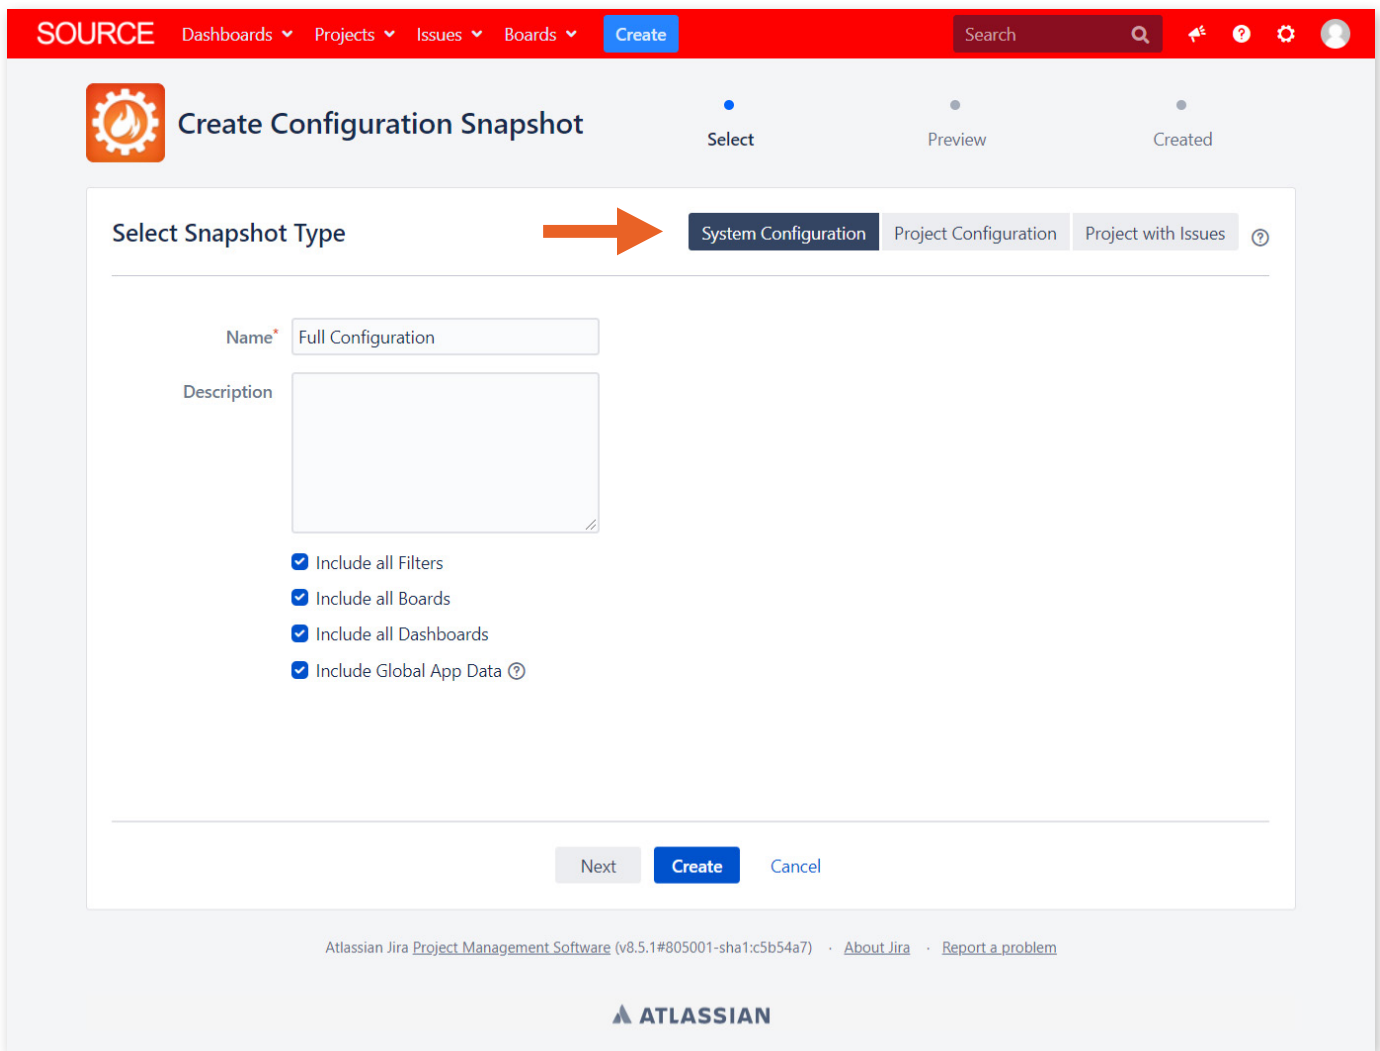 SOURCE Dashboards Projects Issues Boards Create Search
Create Configuration Snapshot
Select Preview Created
Select Snapshot Type
System Configuration Project Configuration Project with Issues
Name* Full Configuration
Description
Include all Filters
Include all Boards
Include all Dashboards
Include Global App Data
Next Create Cancel
Atlassian Jira Project Management Software (v8.5.1#805001-sha1:c5b54a7) · About Jira · Report a problem
ATLASSIAN